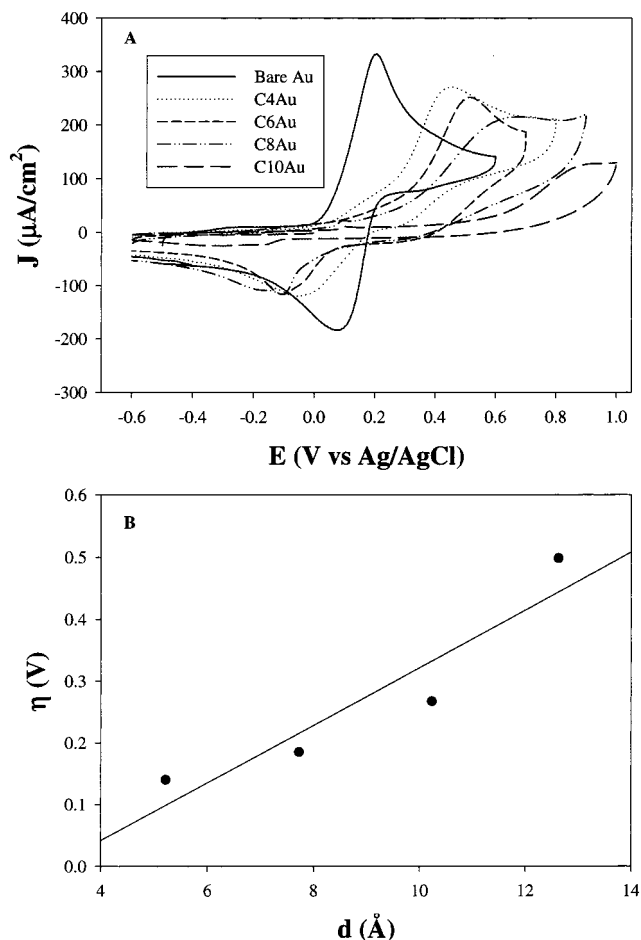 400
A
300
Bare Au
C4Au
200
C6Au
C8Au
100
C10Au
0
-100
-200
-300
J (µA/cm²)
-0.6 -0.4 -0.2 0.0 0.2 0.4 0.6 0.8 1.0
E (V vs Ag/AgCl)
0.6
B
0.5
0.4
0.3
0.2
0.1
0.0
η (V)
4 6 8 10 12 14
d (Å)